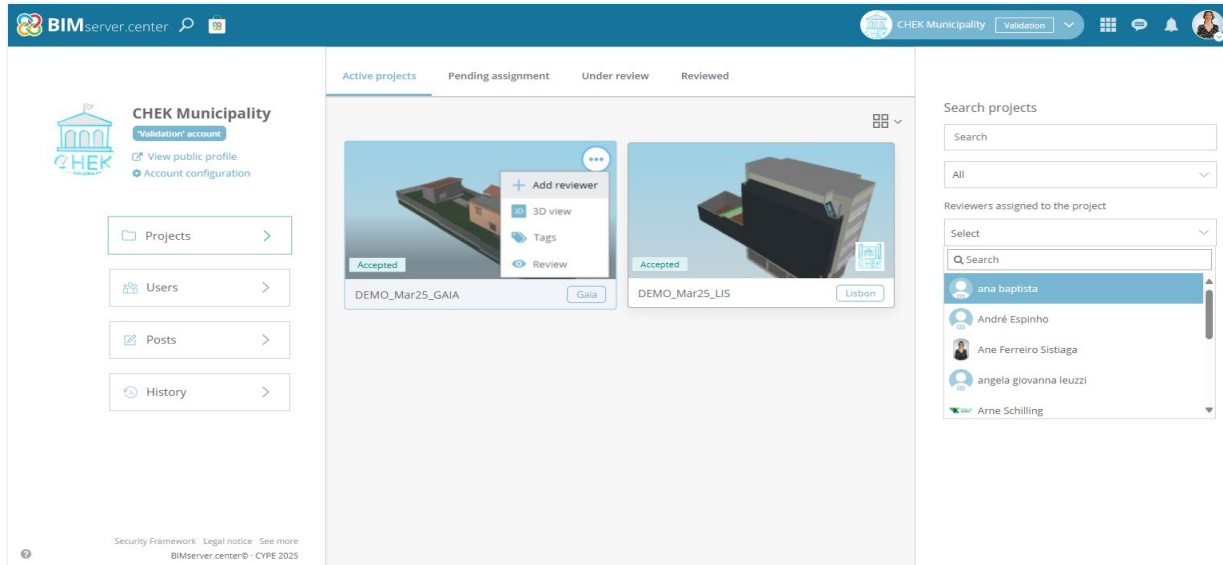 BIMserver.center
CHEK Municipality Validation
CHEK
CHEK Municipality
'Validation' account
View public profile
Account configuration
Projects
Users
Posts
History
Security Framework Legal notice See more
BIMserver.center® · CYPE 2025
Active projects Pending assignment Under review Reviewed
Add reviewer
3D view
Tags
Review
Accepted
DEMO_Mar25_GAIA Gaia
Accepted
CHEK
DEMO_Mar25_LIS Lisbon
Search projects
Search
All
Reviewers assigned to the project
Select
Search
ana baptista
André Espinho
Ane Ferreiro Sistiaga
angela giovanna leuzzi
Arne Schilling